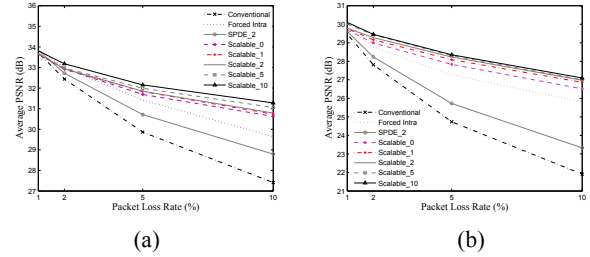 36
35
34
33
32
31
30
29
28
27
Average PSNR (dB)
1 2 5 10
Packet Loss Rate (%)
Conventional
Forced Intra
SPDE_2
Scalable_0
Scalable_1
Scalable_2
Scalable_5
Scalable_10
(a)
31
30
29
28
27
26
25
24
23
22
21
Average PSNR (dB)
1 2 5 10
Packet Loss Rate (%)
Conventional
Forced Intra
SPDE_2
Scalable_0
Scalable_1
Scalable_2
Scalable_5
Scalable_10
(b)